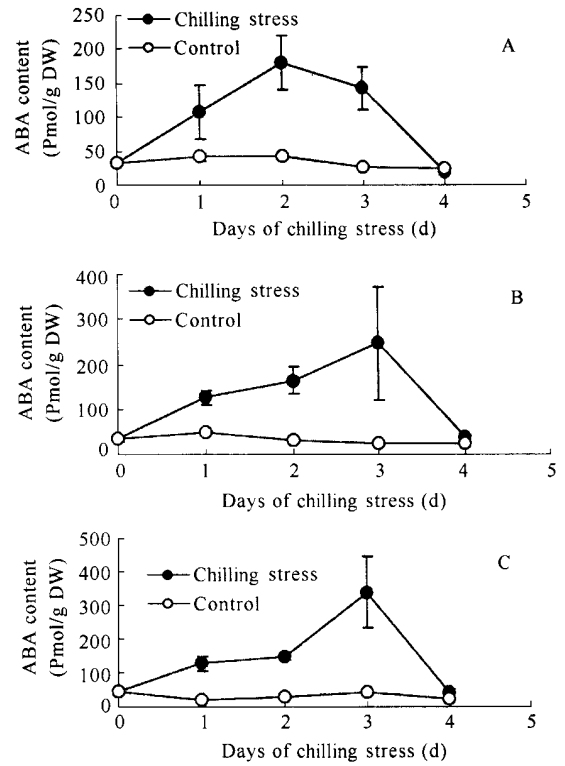 Chilling stress
Control
A
ABA content
(Pmol/g DW)
250
200
150
100
50
0
0 1 2 3 4 5
Days of chilling stress (d)
Chilling stress
Control
B
ABA content
(Pmol/g DW)
400
300
200
100
0
0 1 2 3 4 5
Days of chilling stress (d)
Chilling stress
Control
C
ABA content
(Pmol/g DW)
500
400
300
200
100
0
0 1 2 3 4 5
Days of chilling stress (d)